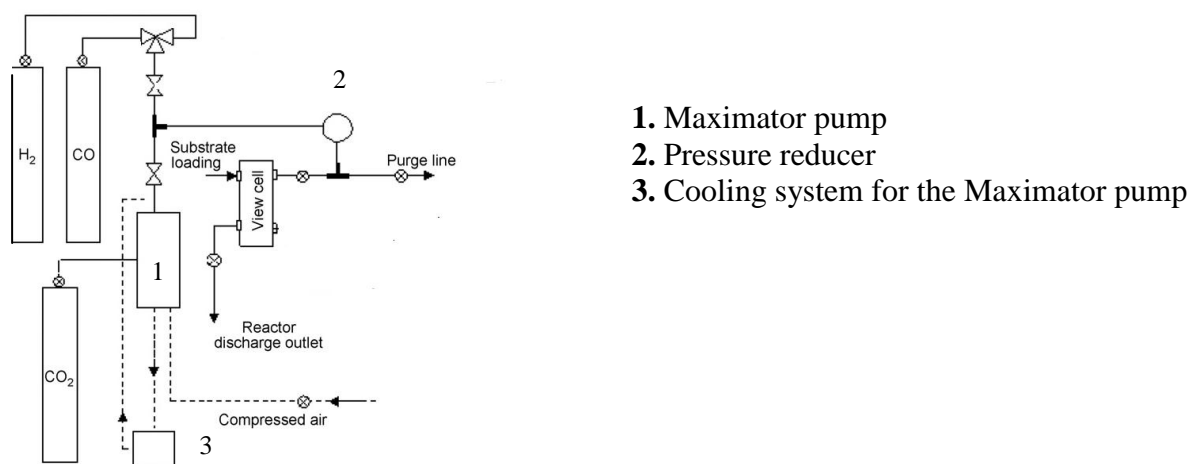 2
H2
CO
Substrate
loading
Purge line
View cell
1
CO2
Reactor
discharge outlet
Compressed air
3
1. Maximator pump
2. Pressure reducer
3. Cooling system for the Maximator pump